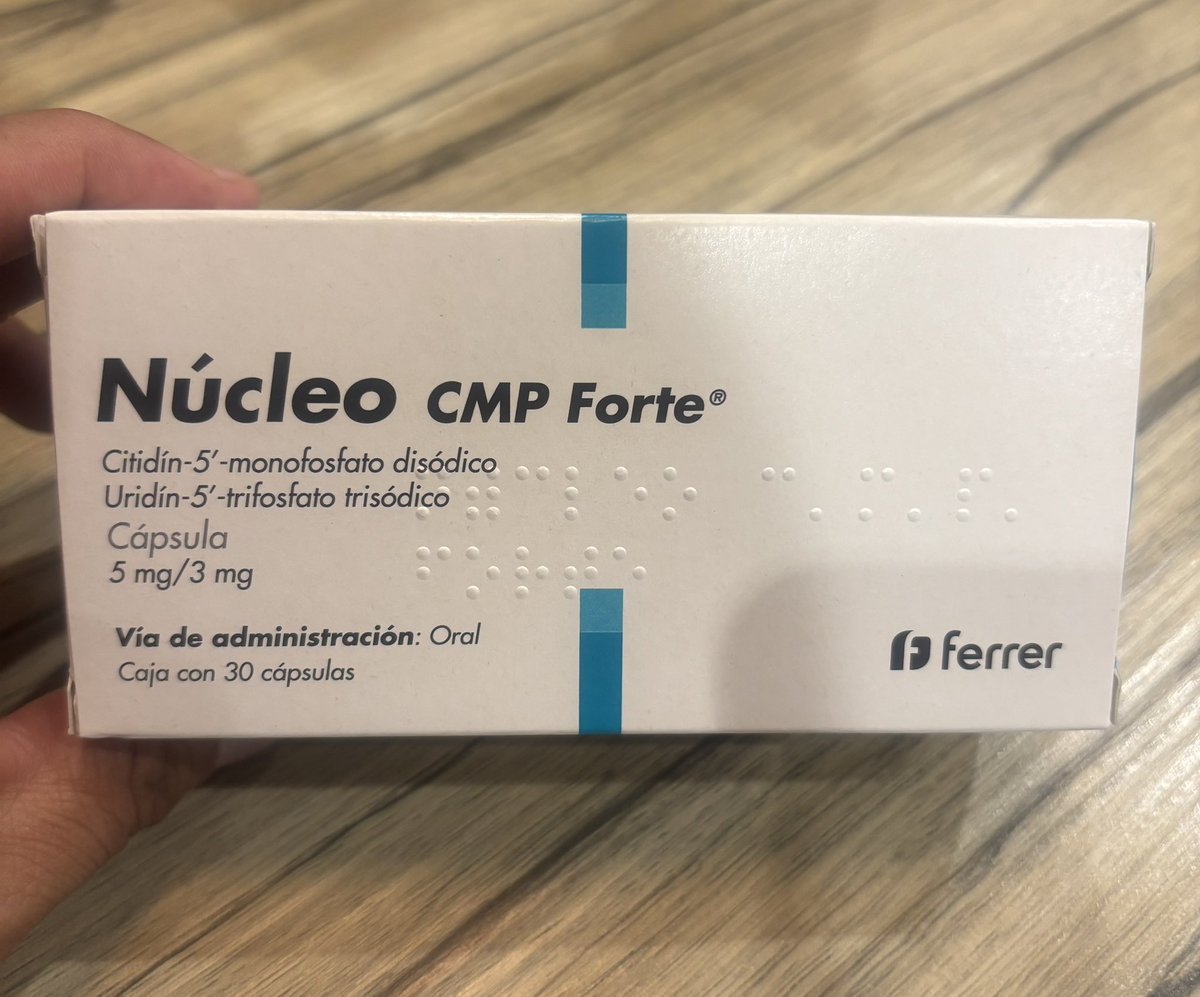 Núcleo CMP Forte®
Citidín-5’-monofosfato disódico
Uridín-5’-trifosfato trisódico
Cápsula
5 mg/3 mg
Vía de administración: Oral
Caja con 30 cápsulas
ferrer